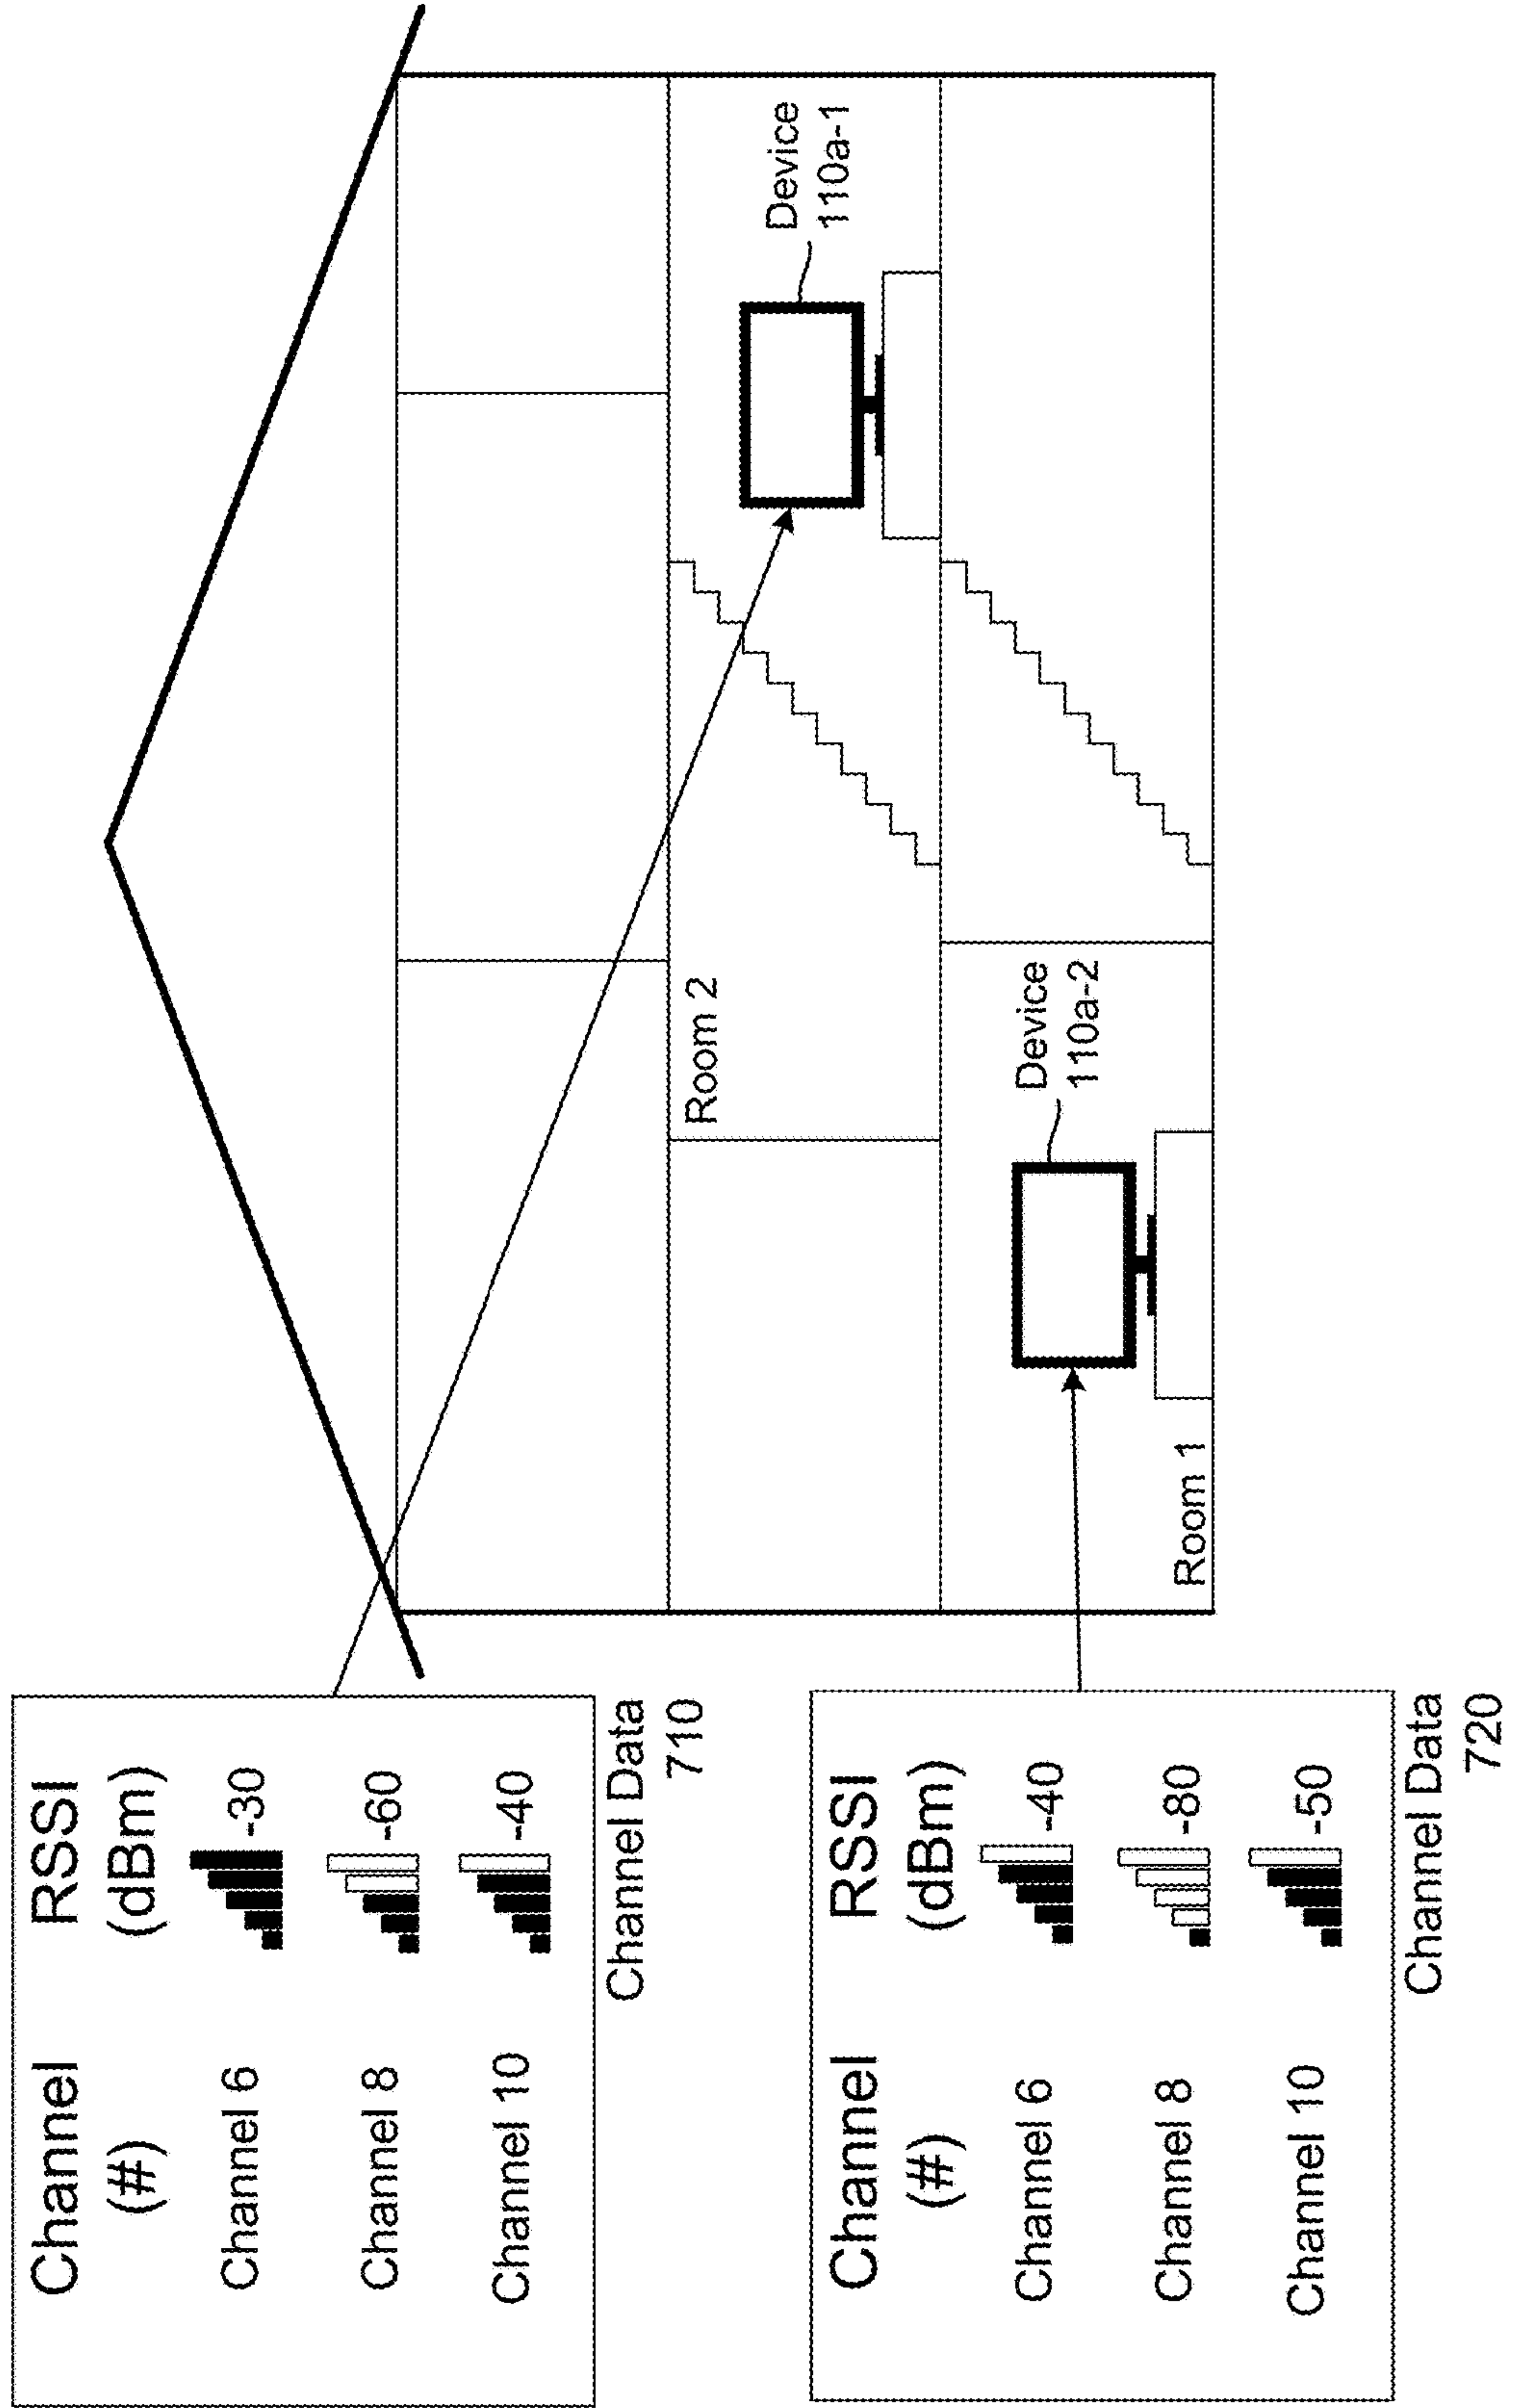 Channel RSSI
(#) (dBm)
Channel 6 -30
Channel 8 -60
Channel 10 -40
Channel Data
710
Channel RSSI
(#) (dBm)
Channel 6 -40
Channel 8 -80
Channel 10 -50
Channel Data
720
Room 2
Device
110a-1
Device
110a-2
Room 1